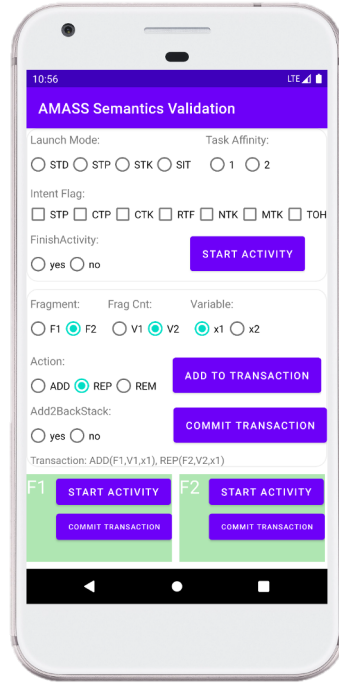 10:56 LTE
AMASS Semantics Validation
Launch Mode: Task Affinity:
STD STP STK SIT 1 2
Intent Flag:
STP CTP CTK RTF NTK MTK TOH
FinishActivity:
yes no
START ACTIVITY
Fragment: Frag Cnt: Variable:
F1 F2 V1 V2 x1 x2
Action:
ADD REP REM
ADD TO TRANSACTION
Add2BackStack:
yes no
COMMIT TRANSACTION
Transaction: ADD(F1,V1,x1), REP(F2,V2,x1)
F1 START ACTIVITY F2 START ACTIVITY
COMMIT TRANSACTION COMMIT TRANSACTION